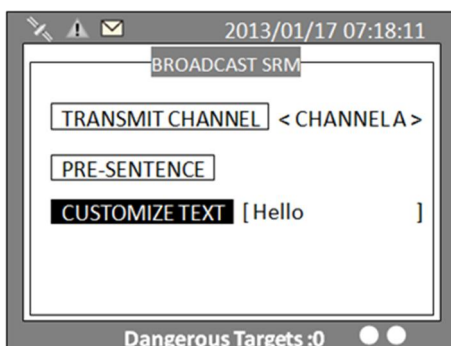 2013/01/17 07:18:11
BROADCAST SRM
TRANSMIT CHANNEL < CHANNEL A >
PRE-SENTENCE
CUSTOMIZE TEXT [ Hello ]
Dangerous Targets :0